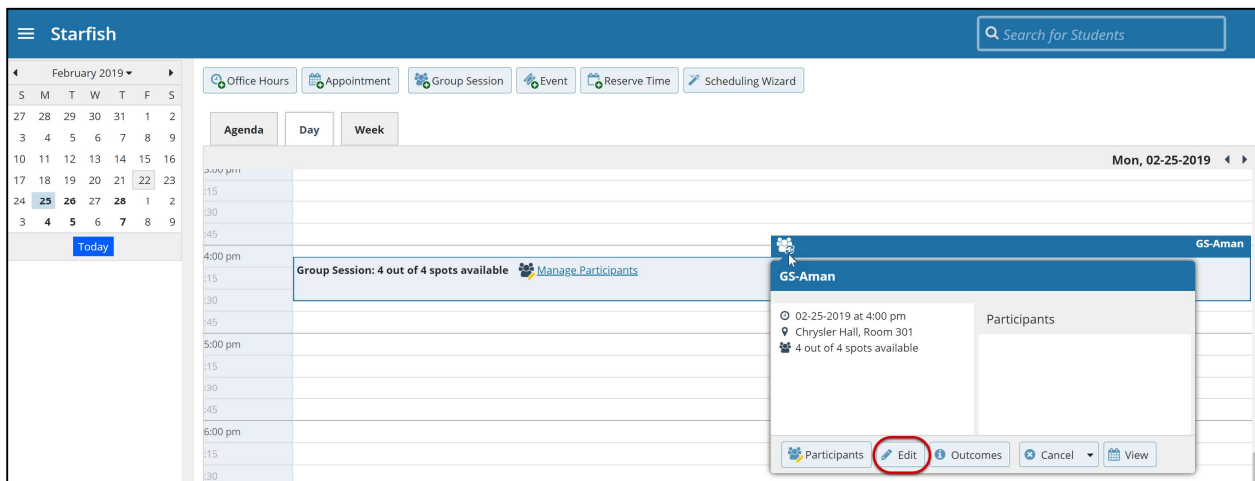 Starfish
Search for Students
February 2019
S M T W T F S
27 28 29 30 31 1 2
3 4 5 6 7 8 9
10 11 12 13 14 15 16
17 18 19 20 21 22 23
24 25 26 27 28 1 2
3 4 5 6 7 8 9
Today
Office Hours Appointment Group Session Event Reserve Time Scheduling Wizard
Agenda Day Week
Mon, 02-25-2019
3:00 pm
:15
:30
:45
4:00 pm
:15
:30
:45
5:00 pm
:15
:30
:45
6:00 pm
:15
:30
GS-Aman
Group Session: 4 out of 4 spots available Manage Participants
GS-Aman
02-25-2019 at 4:00 pm
Chrysler Hall, Room 301
4 out of 4 spots available
Participants
Participants Edit Outcomes Cancel View